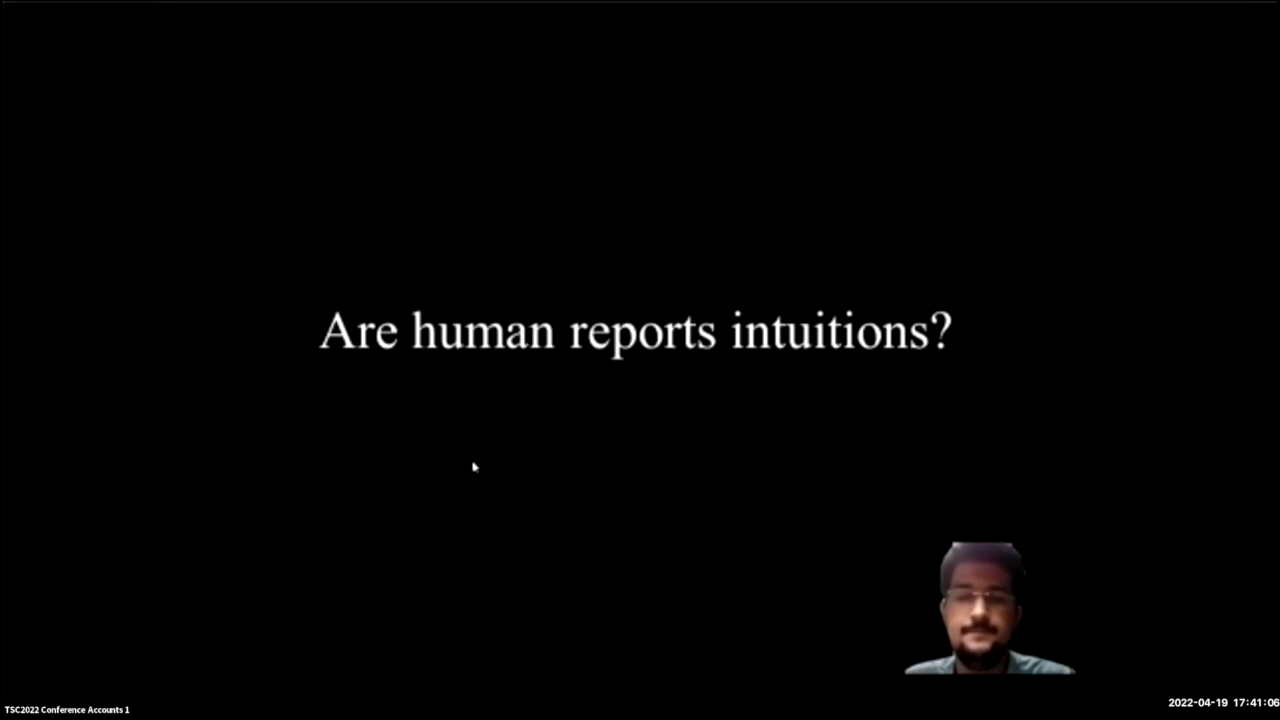 Are human reports intuitions?
TSC2022 Conference Accounts 1
2022-04-19 17:41:06